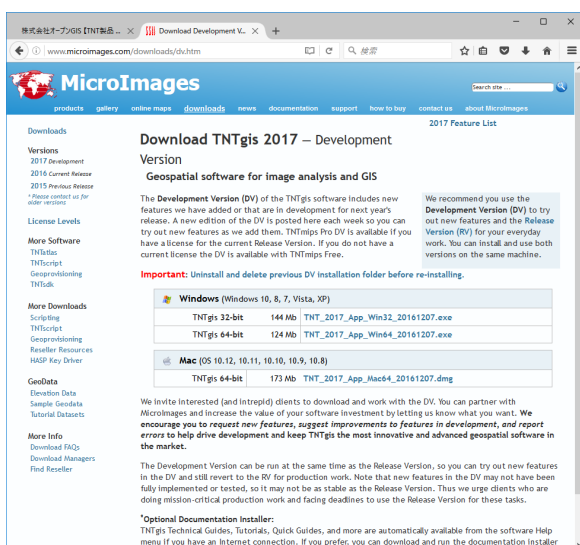 株式会社オープンGIS【TNT製品 ... ×
Download Development V... ×
www.microimages.com/downloads/dv.htm
検索
MicroImages
Search site ...
products gallery online maps downloads news documentation support how to buy contact us about MicroImages
2017 Feature List
Downloads
Versions
2017 Development
2016 Current Release
2015 Previous Release
* Please contact us for
older versions
License Levels
More Software
TNTatlas
TNTscript
Geoprovisioning
TNTsdk
More Downloads
Scripting
TNTscript
Geoprovisioning
Reseller Resources
HASP Key Driver
GeoData
Elevation Data
Sample Geodata
Tutorial Datasets
More Info
Download FAQs
Download Managers
Find Reseller
Download TNTgis 2017 – Development
Version
Geospatial software for image analysis and GIS
The Development Version (DV) of the TNTgis software includes new
features we have added or that are in development for next year's
release. A new edition of the DV is posted here each week so you can
try out new features as we add them. TNTmips Pro DV is available if you
have a license for the current Release Version. If you do not have a
current license the DV is available with TNTmips Free.
We recommend you use the
Development Version (DV) to try
out new features and the Release
Version (RV) for your everyday
work. You can install and use both
versions on the same machine.
Important: Uninstall and delete previous DV installation folder before re-installing.
Windows (Windows 10, 8, 7, Vista, XP)
TNTgis 32-bit 144 Mb TNT_2017_App_Win32_20161207.exe
TNTgis 64-bit 124 Mb TNT_2017_App_Win64_20161207.exe
Mac (OS 10.12, 10.11, 10.10, 10.9, 10.8)
TNTgis 64-bit 173 Mb TNT_2017_App_Mac64_20161207.dmg
We invite interested (and intrepid) clients to download and work with the DV. You can partner with
MicroImages and increase the value of your software investment by letting us know what you want. We
encourage you to request new features, suggest improvements to features in development, and report
errors to help drive development and keep TNTgis the most innovative and advanced geospatial software in
the market.
The Development Version can be run at the same time as the Release Version, so you can try out new features
in the DV and still revert to the RV for production work. Note that new features in the DV may not have been
fully implemented or tested, so it may not be as stable as the Release Version. Thus we urge clients who are
doing mission-critical production work and facing deadlines to use the Release Version for these tasks.
*Optional Documentation Installer:
TNTgis Technical Guides, Tutorials, Quick Guides, and more are automatically available from the software Help
menu if you have an Internet connection. If you prefer, you can download and run the documentation installer